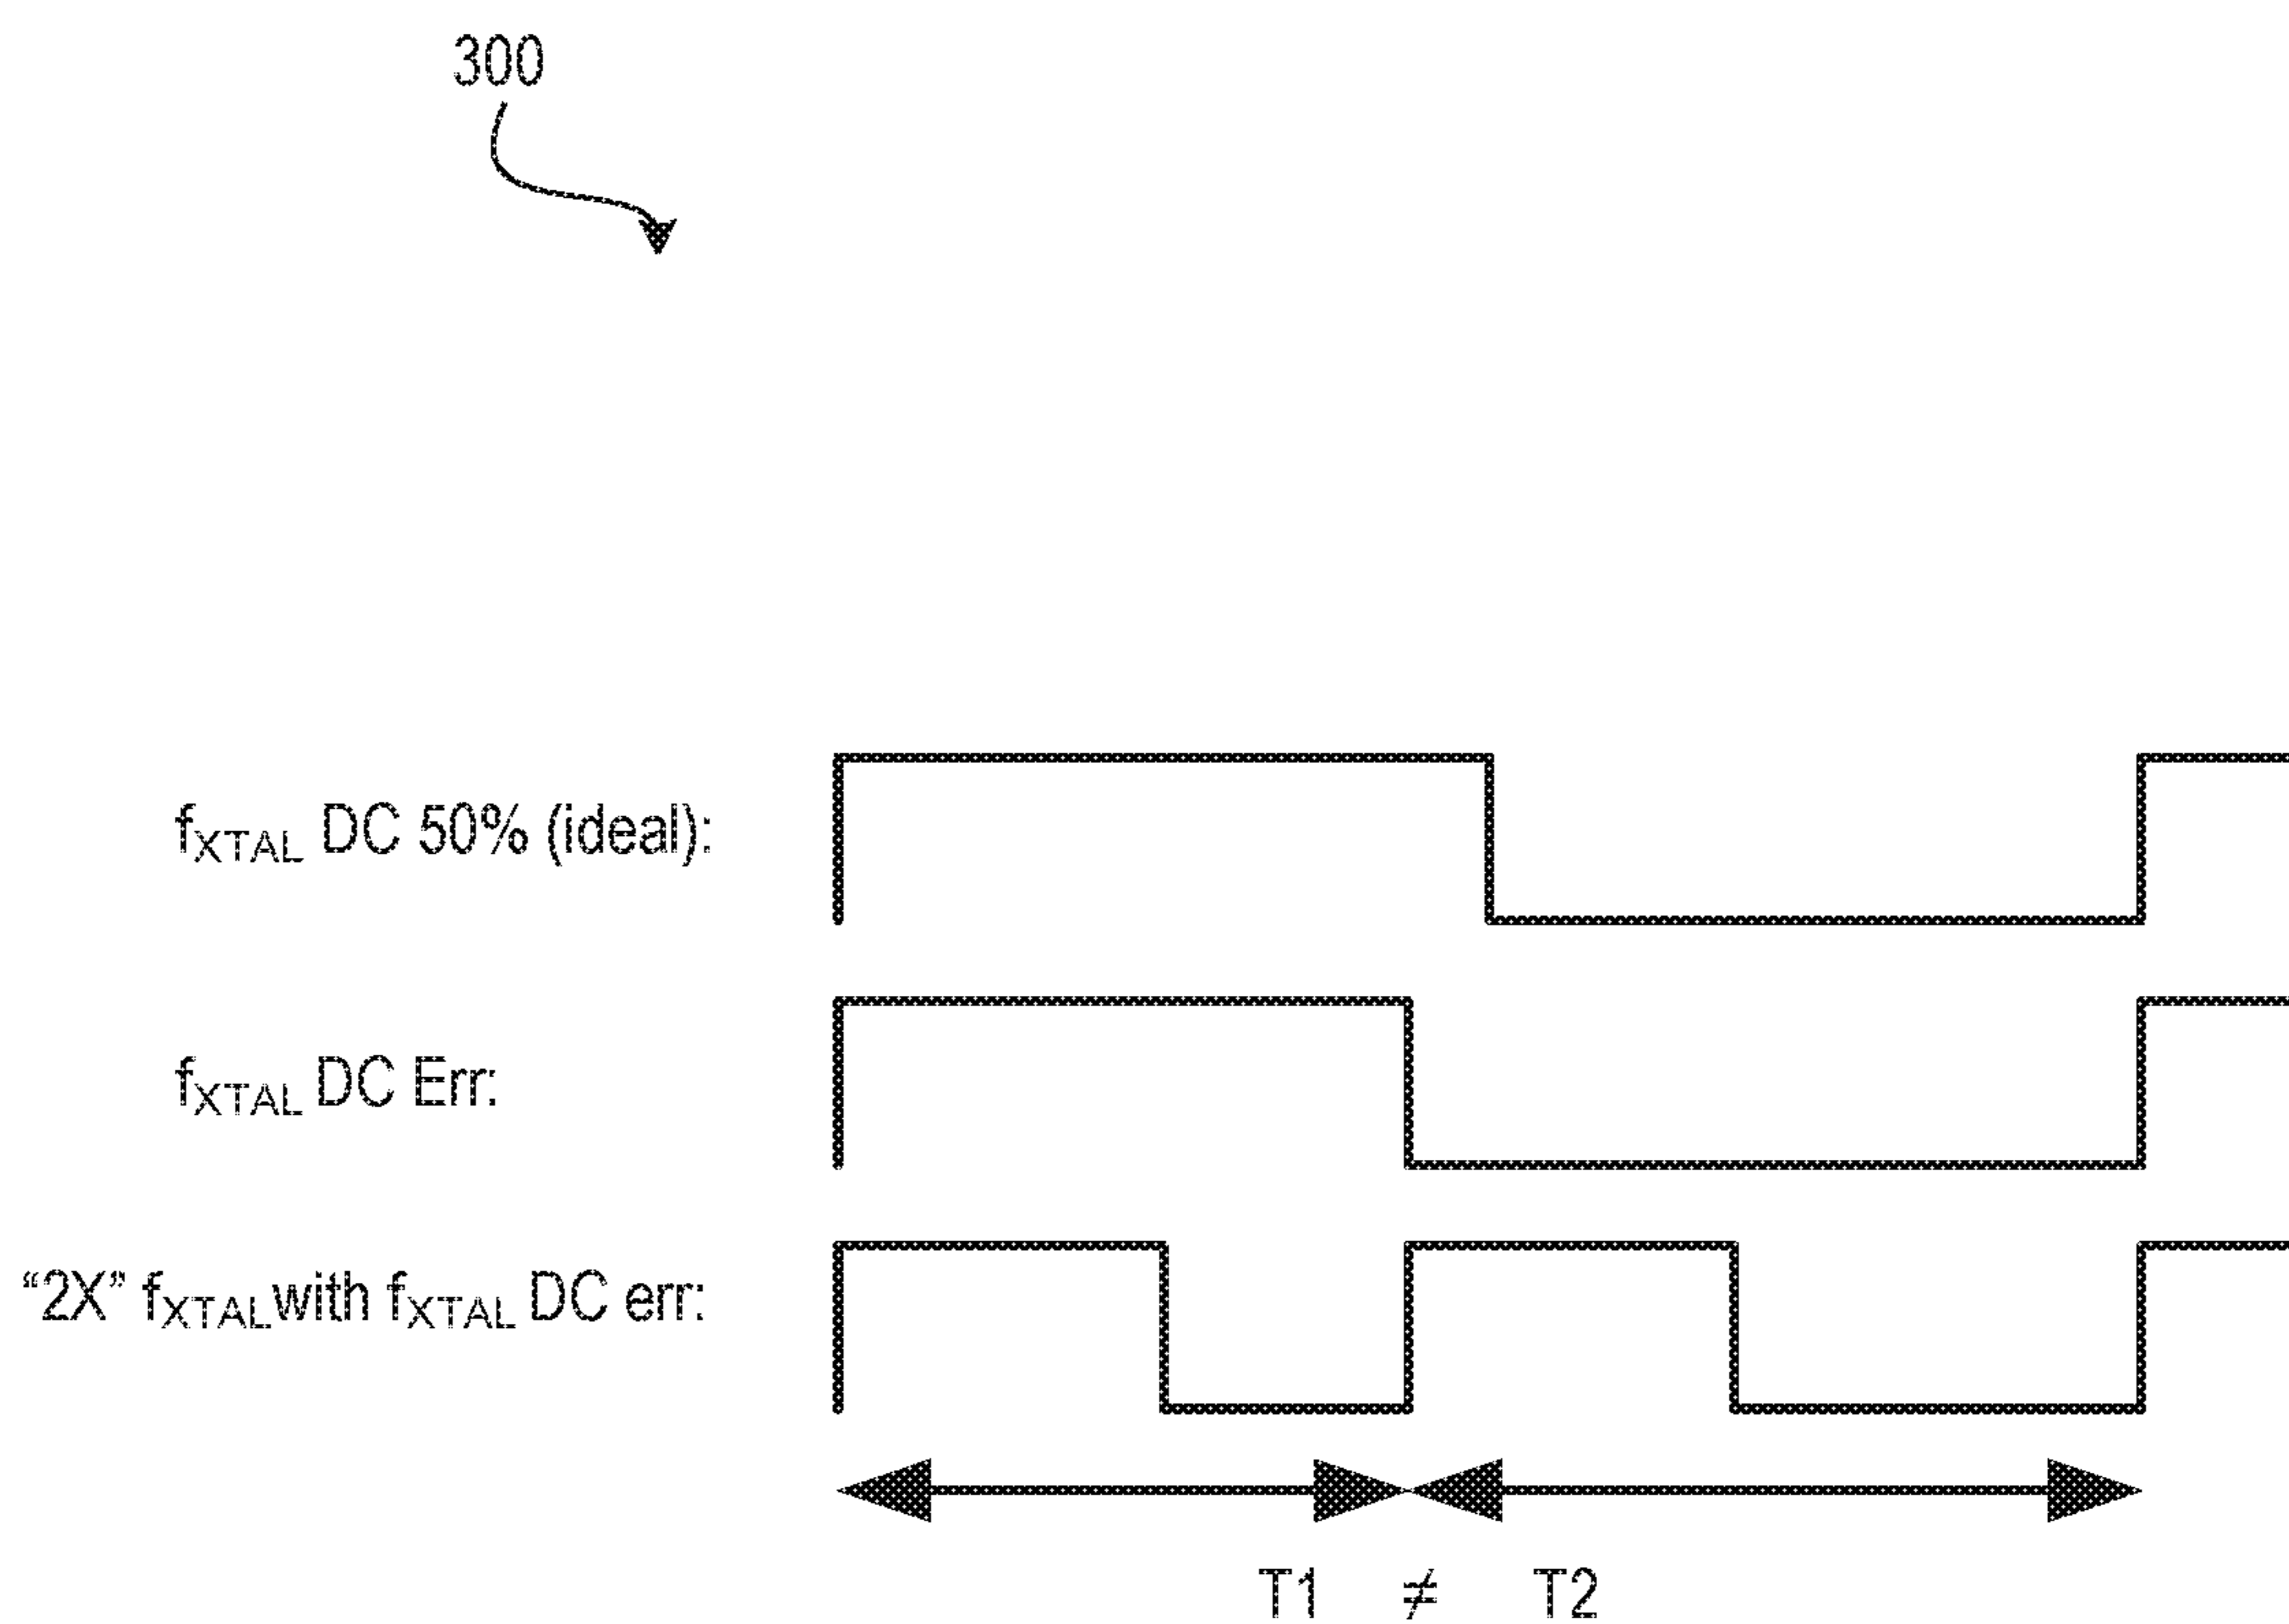 300
fXTAL DC 50% (ideal):
fXTAL DC Err:
“2X” fXTAL with fXTAL DC err:
T1 ≠ T2